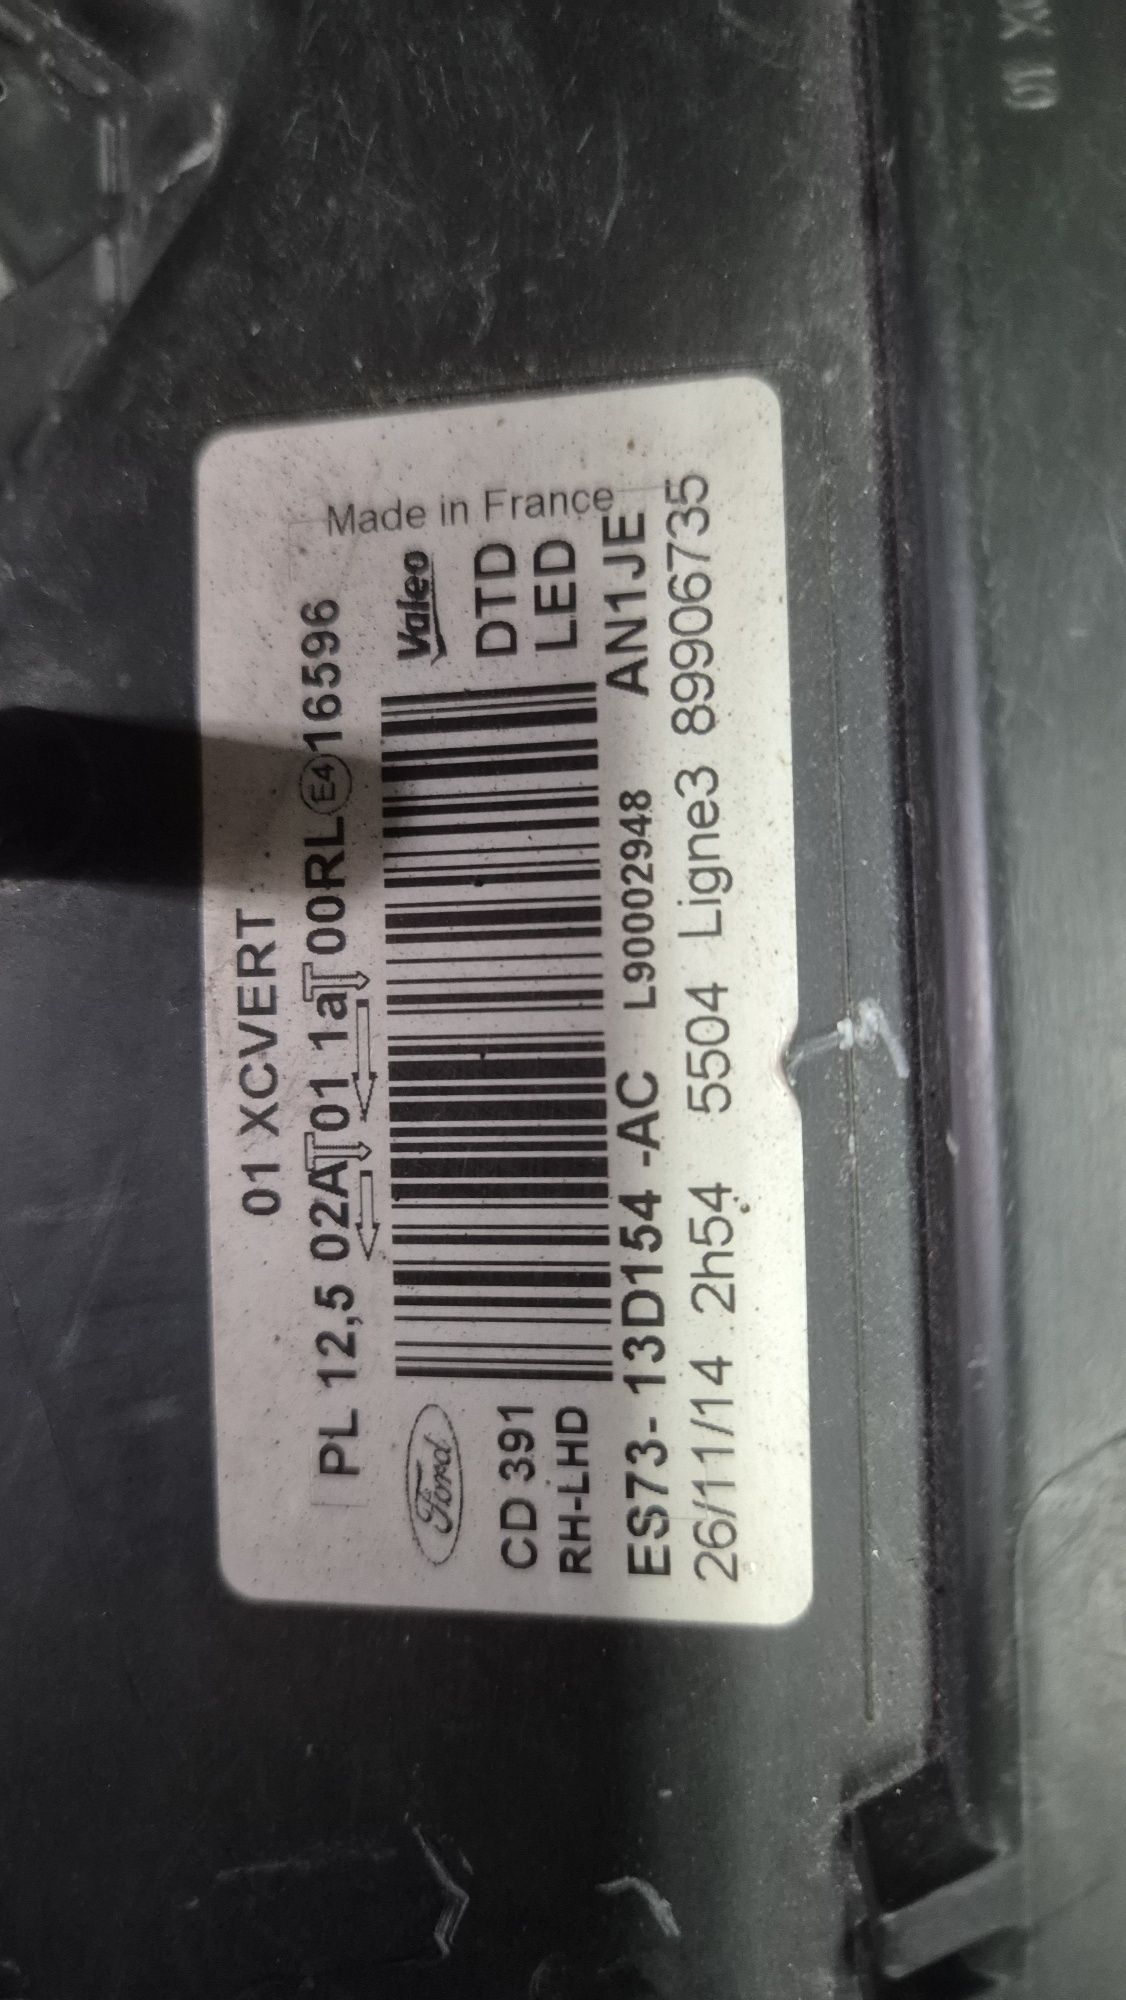 01 XCVERT
PL 12,5 02A 01 1a 00RL E4 16596
Made in France
Ford
Valeo
CD 391
DTD
RH-LHD
LED
ES73- 13D154 -AC L90002948 AN1JE
26/11/14 2h54 5504 Ligne3 89906735